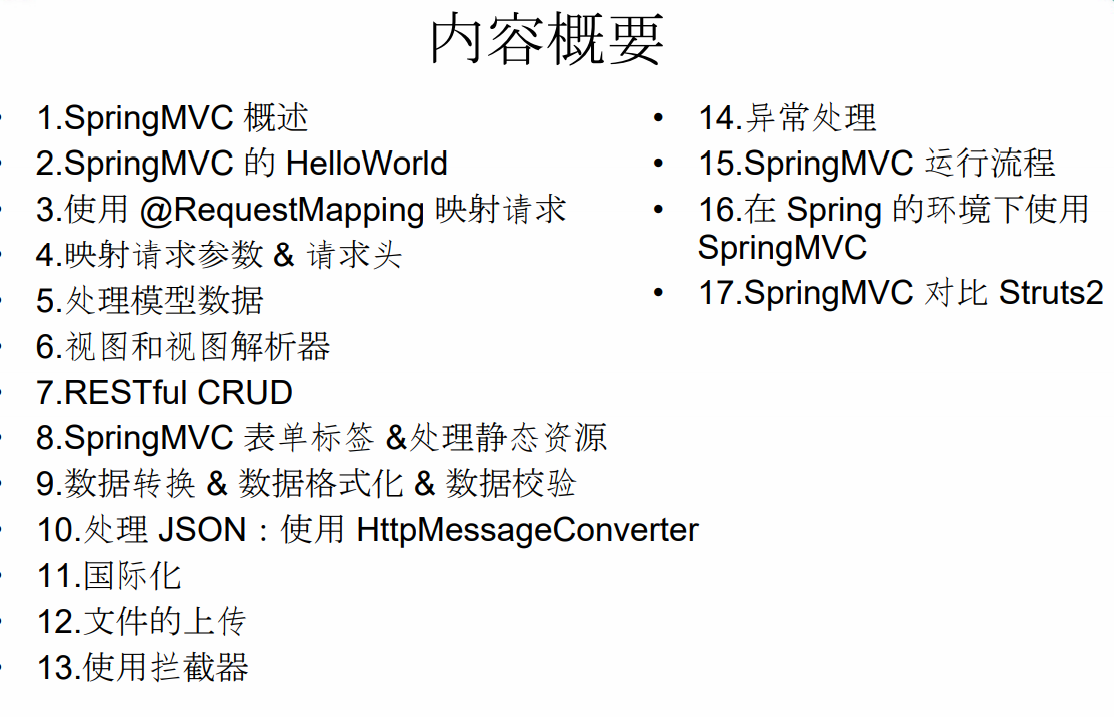 内容概要
• 1.SpringMVC 概述
• 2.SpringMVC 的 HelloWorld
• 3.使用 @RequestMapping 映射请求
• 4.映射请求参数 & 请求头
• 5.处理模型数据
• 6.视图和视图解析器
• 7.RESTful CRUD
• 8.SpringMVC 表单标签 &处理静态资源
• 9.数据转换 & 数据格式化 & 数据校验
• 10.处理 JSON：使用 HttpMessageConverter
• 11.国际化
• 12.文件的上传
• 13.使用拦截器
• 14.异常处理
• 15.SpringMVC 运行流程
• 16.在 Spring 的环境下使用
SpringMVC
• 17.SpringMVC 对比 Struts2